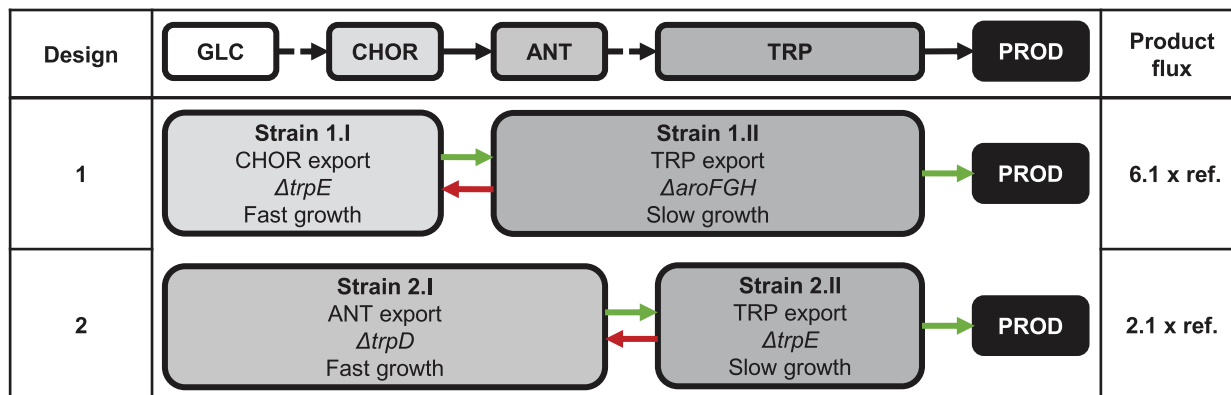 Design
GLC
CHOR
ANT
TRP
PROD
Product
flux
1
Strain 1.I
CHOR export
ΔtrpE
Fast growth
Strain 1.II
TRP export
ΔaroFGH
Slow growth
PROD
6.1 x ref.
2
Strain 2.I
ANT export
ΔtrpD
Fast growth
Strain 2.II
TRP export
ΔtrpE
Slow growth
PROD
2.1 x ref.